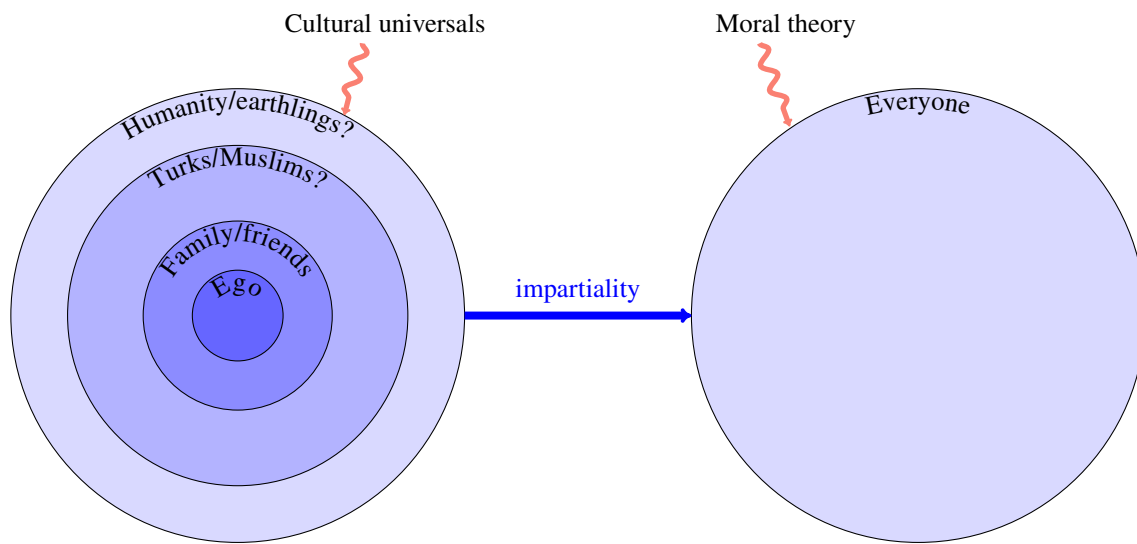 Cultural universals
Moral theory
Humanity/earthlings?
Everyone
Turks/Muslims?
Family/friends
Ego
impartiality